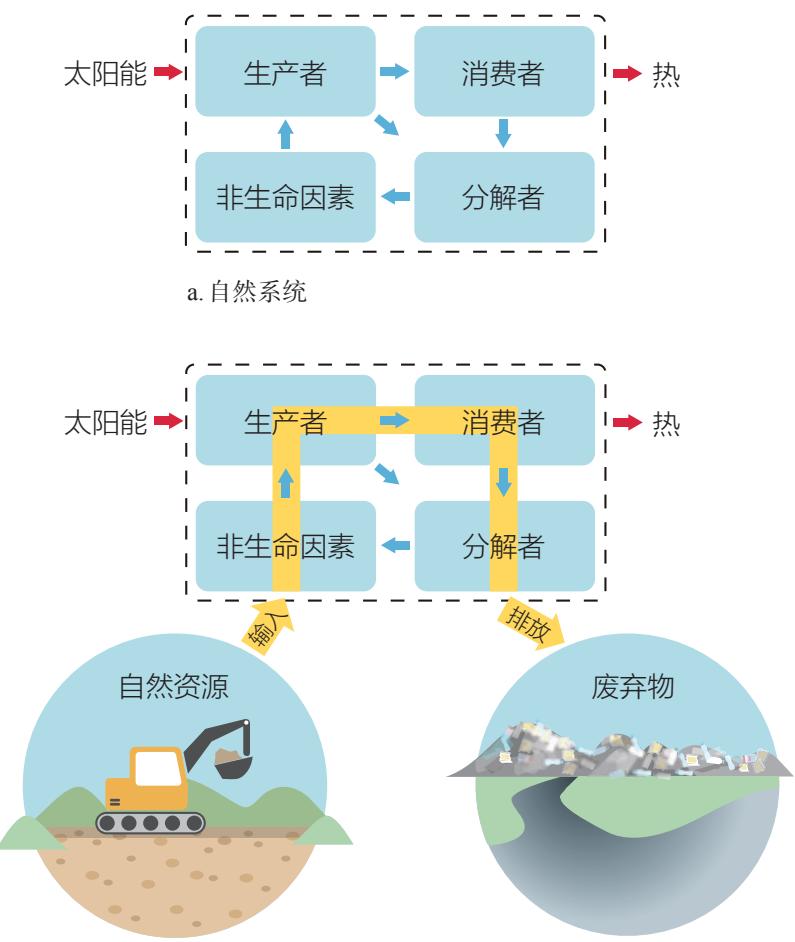 太阳能
生产者
消费者
热
非生命因素
分解者
a. 自然系统
太阳能
生产者
消费者
热
非生命因素
分解者
输入
排放
自然资源
废弃物